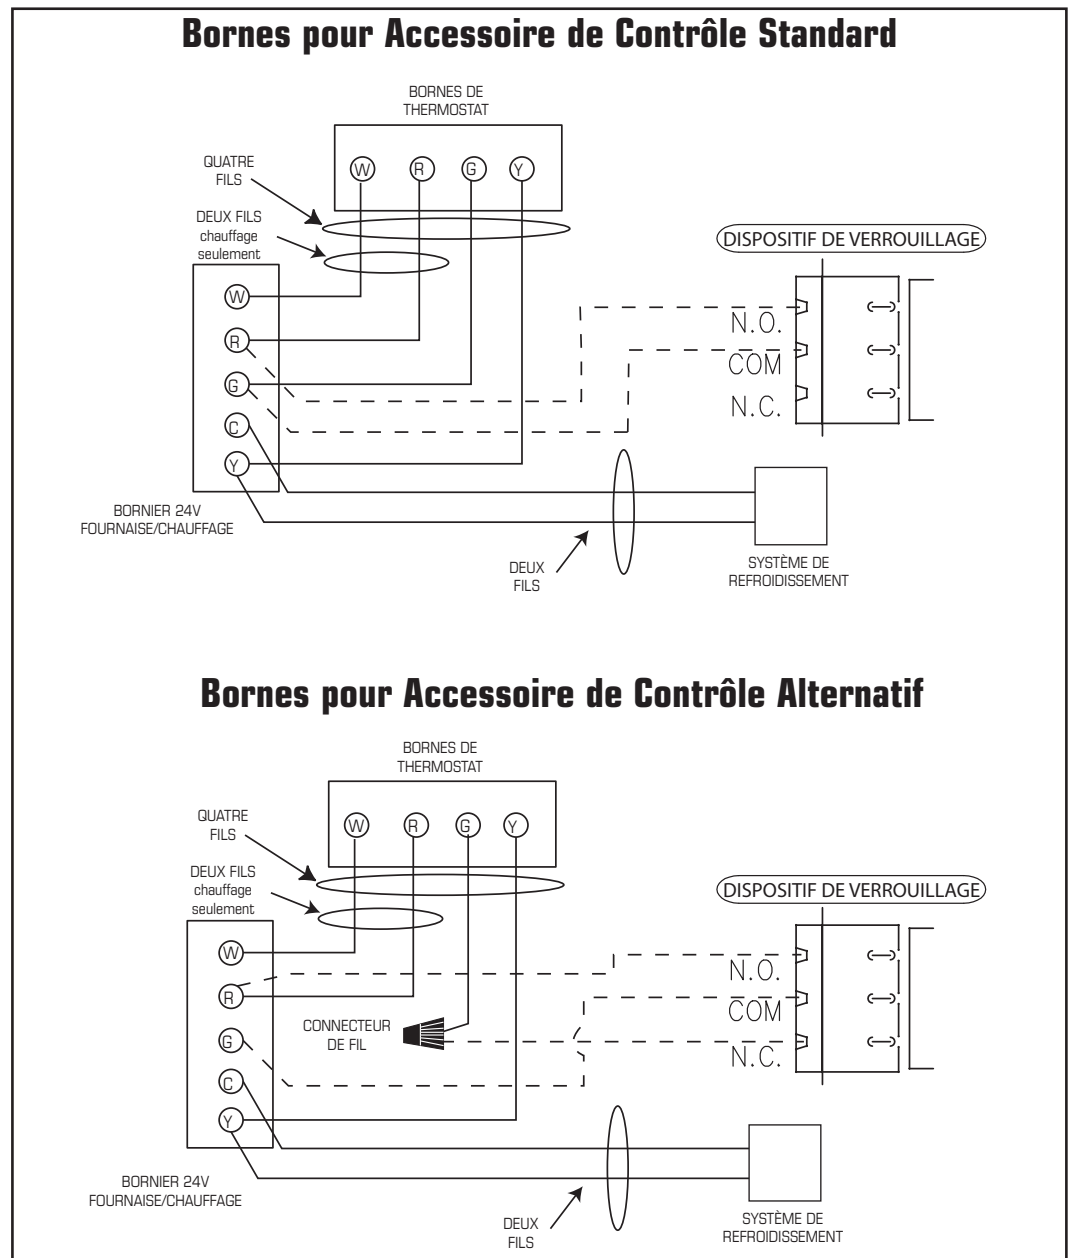 Bornes pour Accessoire de Contrôle Standard
BORNES DE
THERMOSTAT
W R G Y
QUATRE
FILS
DEUX FILS
chauffage
seulement
DISPOSITIF DE VERROUILLAGE
W
R
G
C
Y
N.O.
COM
N.C.
BORNIER 24V
FOURNAISE/CHAUFFAGE
DEUX
FILS
SYSTÈME DE
REFROIDISSEMENT
Bornes pour Accessoire de Contrôle Alternatif
BORNES DE
THERMOSTAT
W R G Y
QUATRE
FILS
DEUX FILS
chauffage
seulement
DISPOSITIF DE VERROUILLAGE
W
R
G
C
Y
CONNECTEUR
DE FIL
N.O.
COM
N.C.
BORNIER 24V
FOURNAISE/CHAUFFAGE
DEUX
FILS
SYSTÈME DE
REFROIDISSEMENT